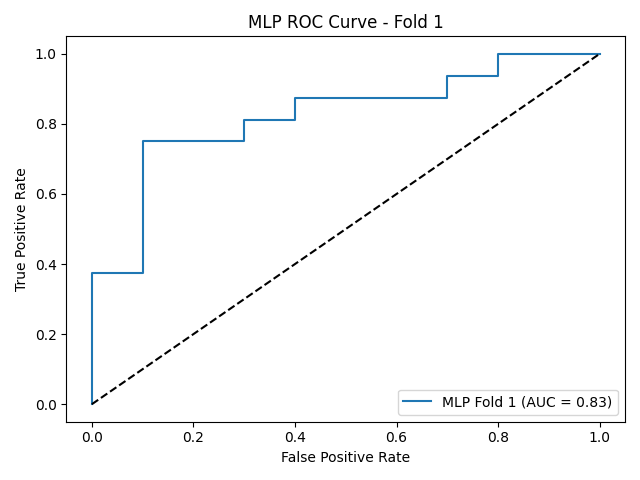 MLP ROC Curve - Fold 1
True Positive Rate
1.0
0.8
0.6
0.4
0.2
0.0
0.0 0.2 0.4 0.6 0.8 1.0
False Positive Rate
MLP Fold 1 (AUC = 0.83)